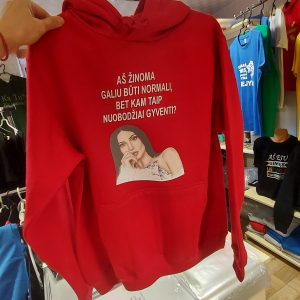 AŠ ŽINOMA
GALIU BŪTI NORMALI,
BET KAM TAIP
NUOBODŽIAI GYVENTI?